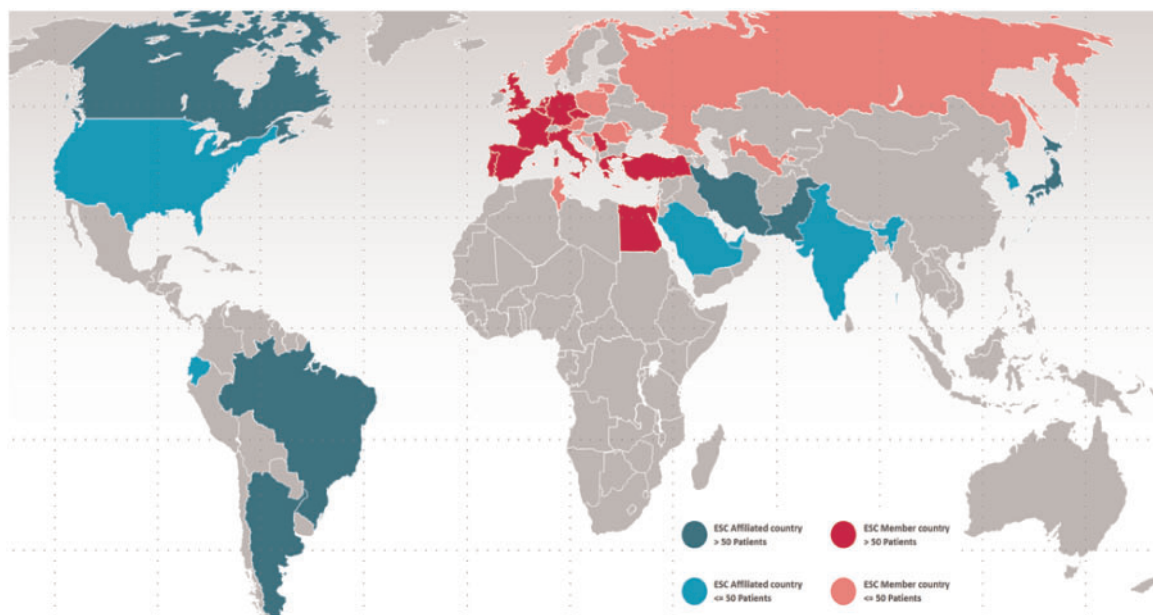 ESC Affiliated country
> 50 Patients
ESC Member country
> 50 Patients
ESC Affiliated country
<= 50 Patients
ESC Member country
<= 50 Patients